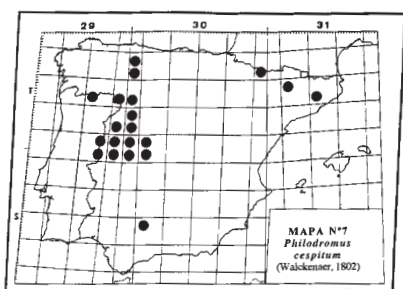 29 30 31
T
S
MAPA Nº7
Philodromus
cespitum
(Walckenaer, 1802)